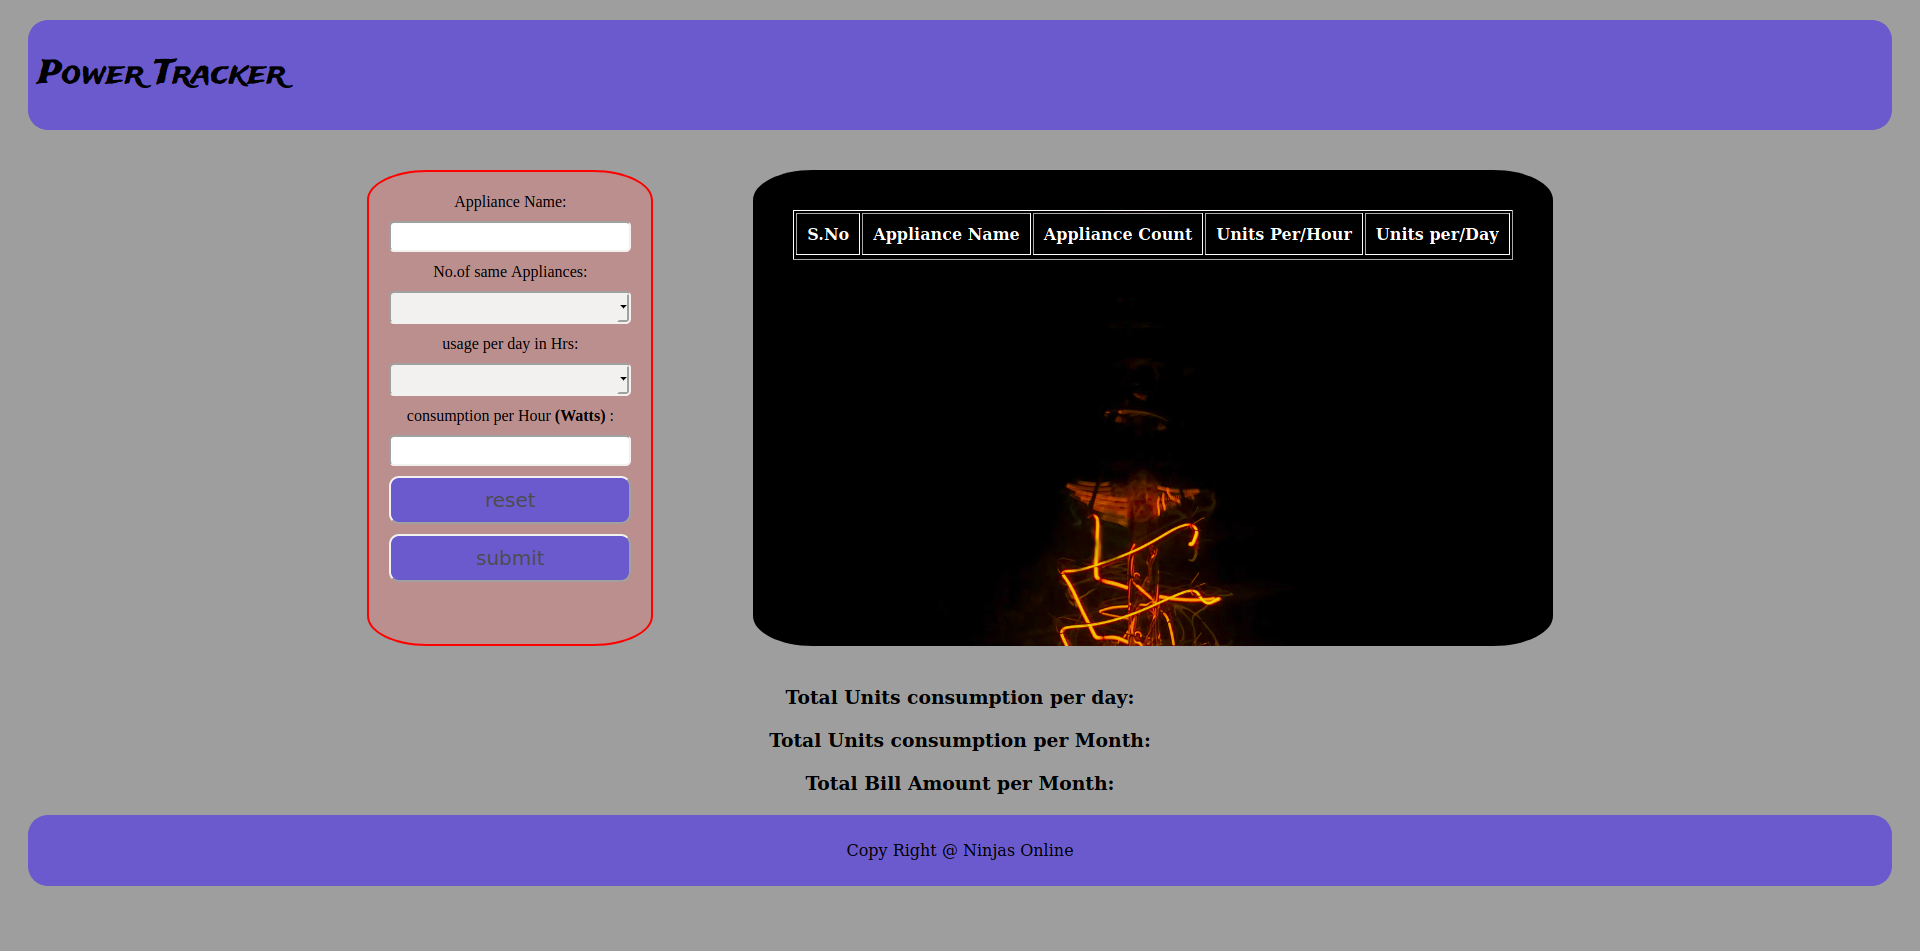 Power Tracker
Appliance Name:
No.of same Appliances:
usage per day in Hrs:
consumption per Hour (Watts) :
reset
submit
S.No Appliance Name Appliance Count Units Per/Hour Units per/Day
Total Units consumption per day:
Total Units consumption per Month:
Total Bill Amount per Month:
Copy Right @ Ninjas Online